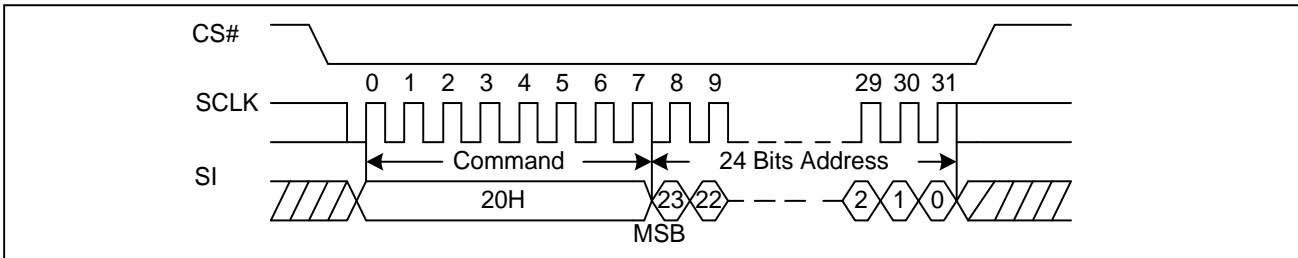 CS#
0 1 2 3 4 5 6 7 8 9 29 30 31
SCLK
Command 24 Bits Address
SI
20H 23 22 2 1 0
MSB